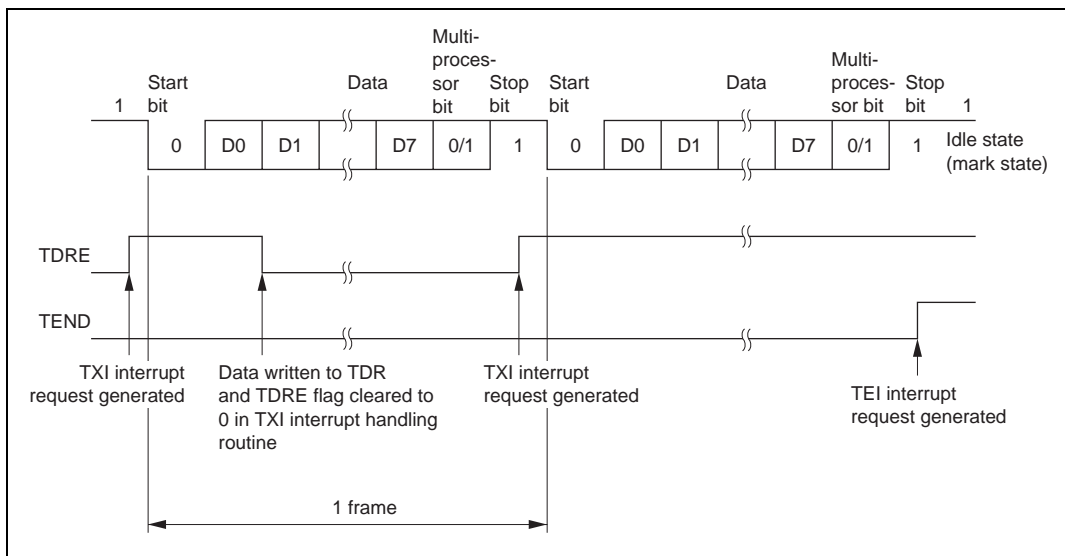 Multi-
proces-
sor
bit
Start
bit
Data
Stop
bit
Start
bit
Data
Multi-
proces-
sor bit
Stop
bit
1
1
0
D0
D1
D7
0/1
1
0
D0
D1
D7
0/1
1
Idle state
(mark state)
TDRE
TEND
TXI interrupt
request generated
Data written to TDR
and TDRE flag cleared to
0 in TXI interrupt handling
routine
TXI interrupt
request generated
TEI interrupt
request generated
1 frame